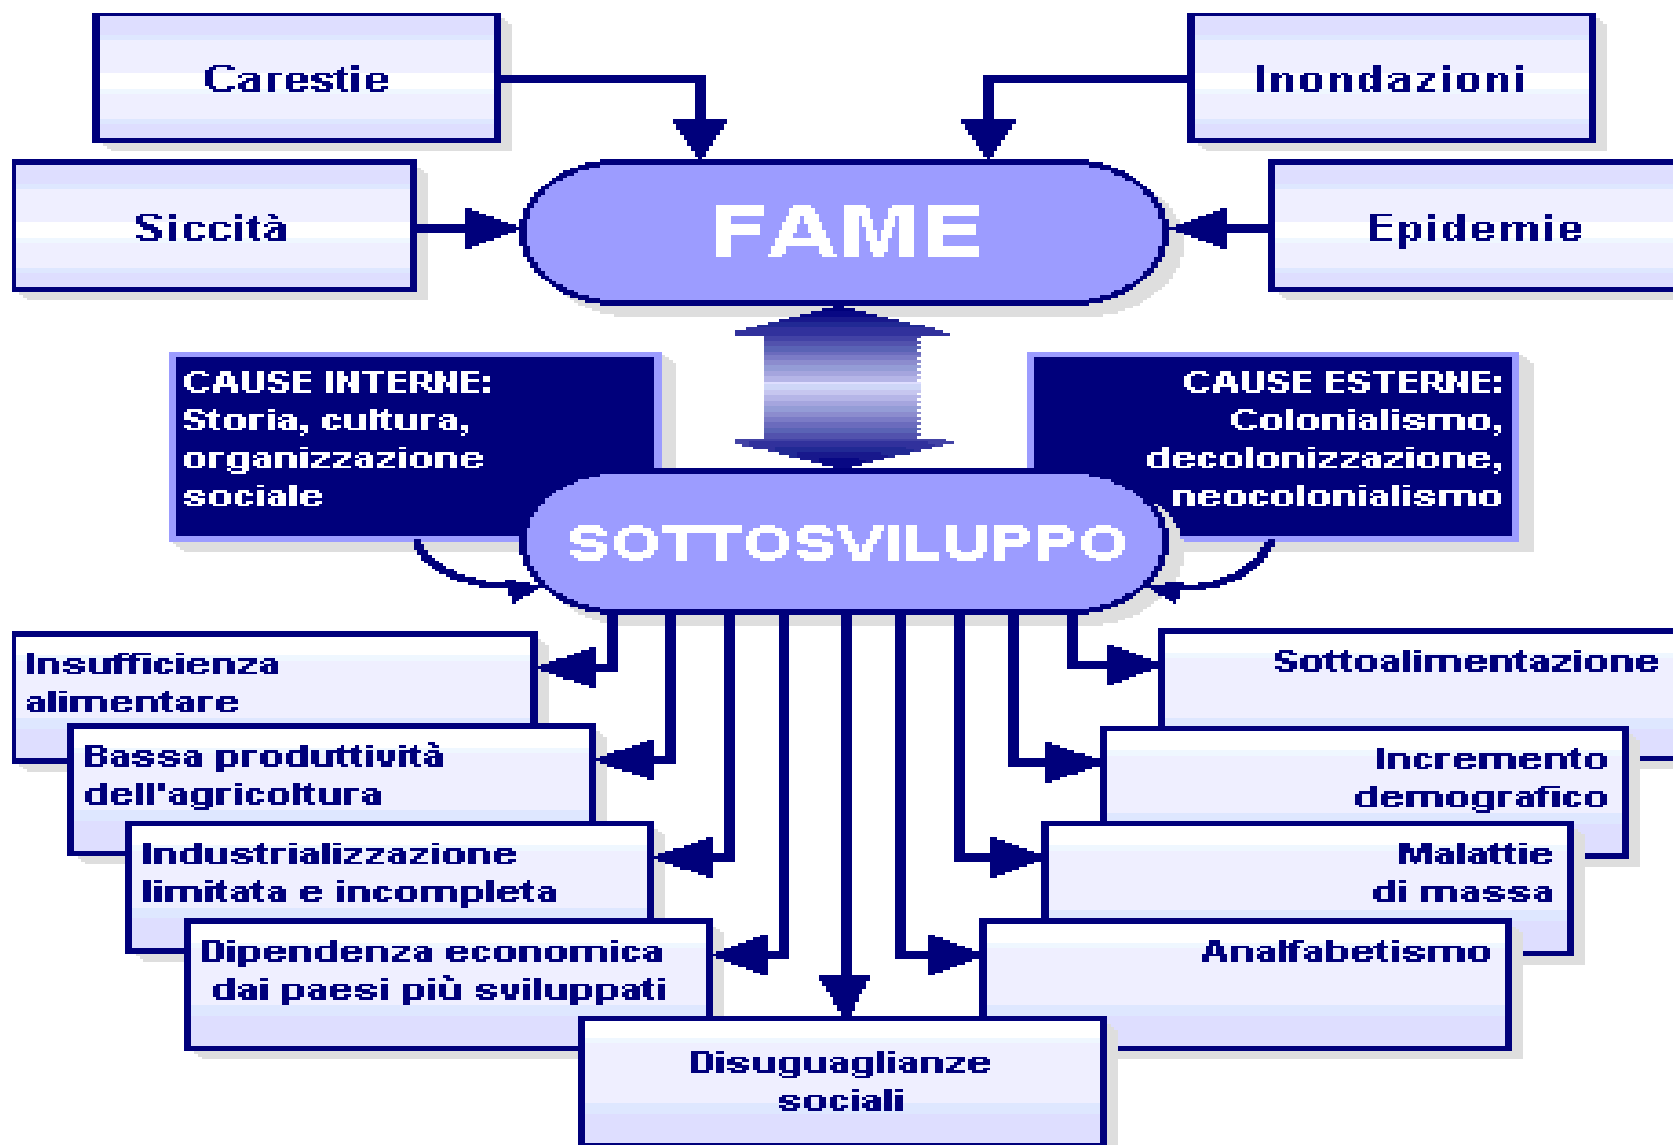 Carestie
Inondazioni
Siccità
FAME
Epidemie
CAUSE INTERNE:
Storia, cultura,
organizzazione
sociale
CAUSE ESTERNE:
Colonialismo,
decolonizzazione,
neocolonialismo
SOTTOSVILUPPO
Insufficienza
alimentare
Bassa produttività
dell'agricoltura
Industrializzazione
limitata e incompleta
Dipendenza economica
dai paesi più sviluppati
Disuguaglianze
sociali
Sottoalimentazione
Incremento
demografico
Malattie
di massa
Analfabetismo